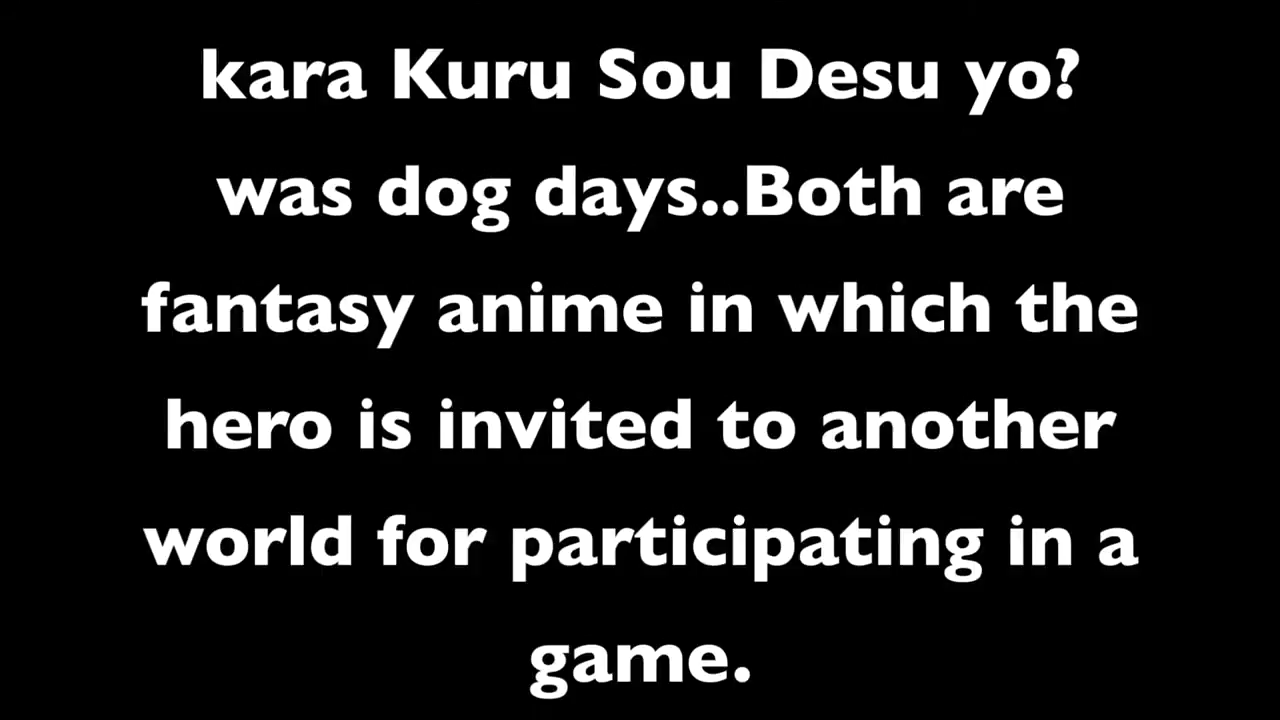 kara Kuru Sou Desu yo?
was dog days..Both are
fantasy anime in which the
hero is invited to another
world for participating in a
game.